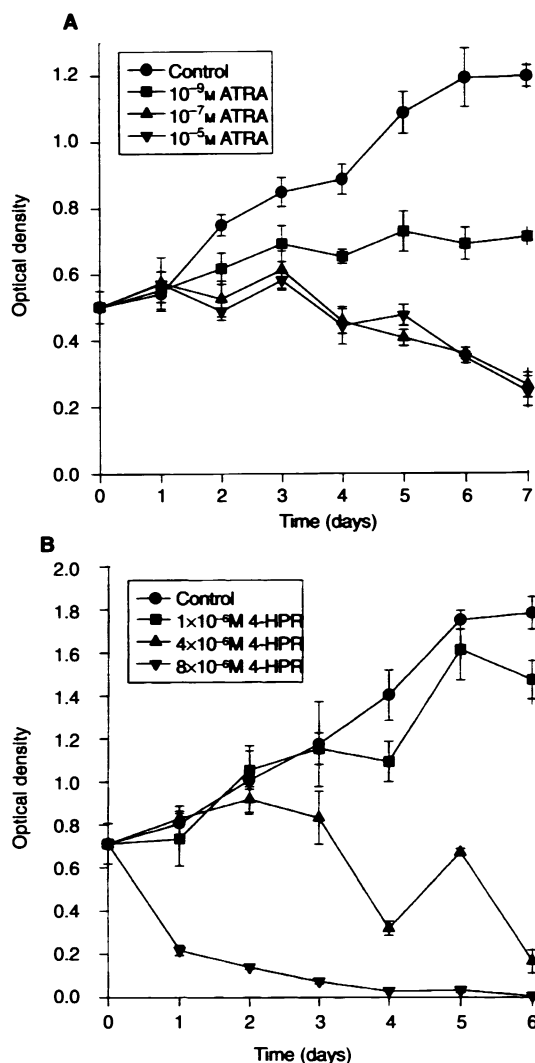 A
Control
10⁻⁹M ATRA
10⁻⁷M ATRA
10⁻⁵M ATRA
Optical density
1.2
1.0
0.8
0.6
0.4
0.2
0.0
0 1 2 3 4 5 6 7
Time (days)
B
Control
1×10⁻⁶M 4-HPR
4×10⁻⁶M 4-HPR
8×10⁻⁶M 4-HPR
Optical density
2.0
1.8
1.6
1.4
1.2
1.0
0.8
0.6
0.4
0.2
0.0
0 1 2 3 4 5 6
Time (days)